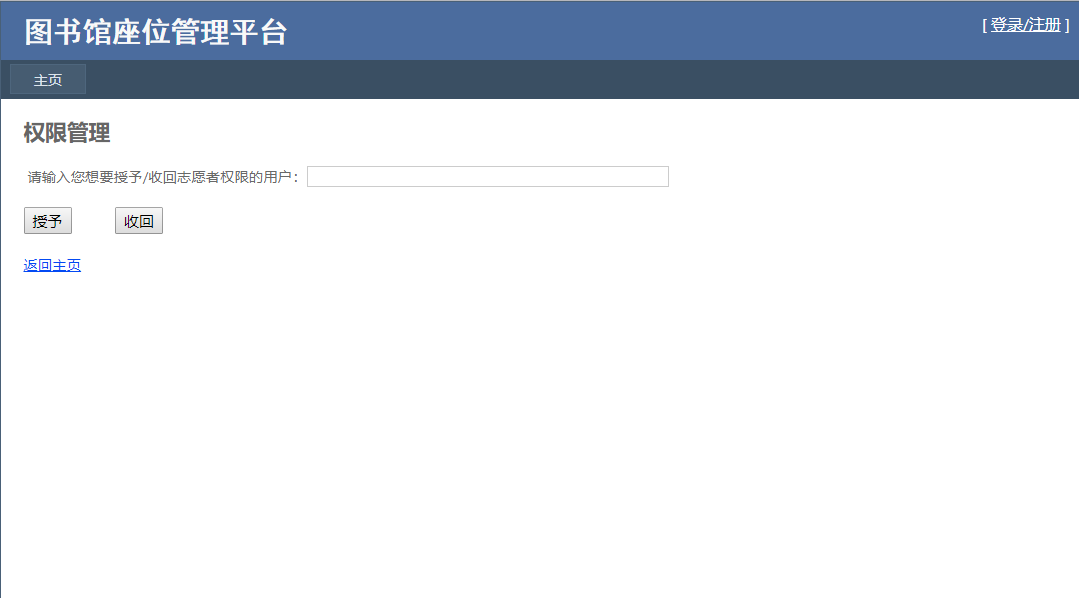 图书馆座位管理平台
[ 登录/注册 ]
主页
权限管理
请输入您想要授予/收回志愿者权限的用户：
授予 收回
返回主页